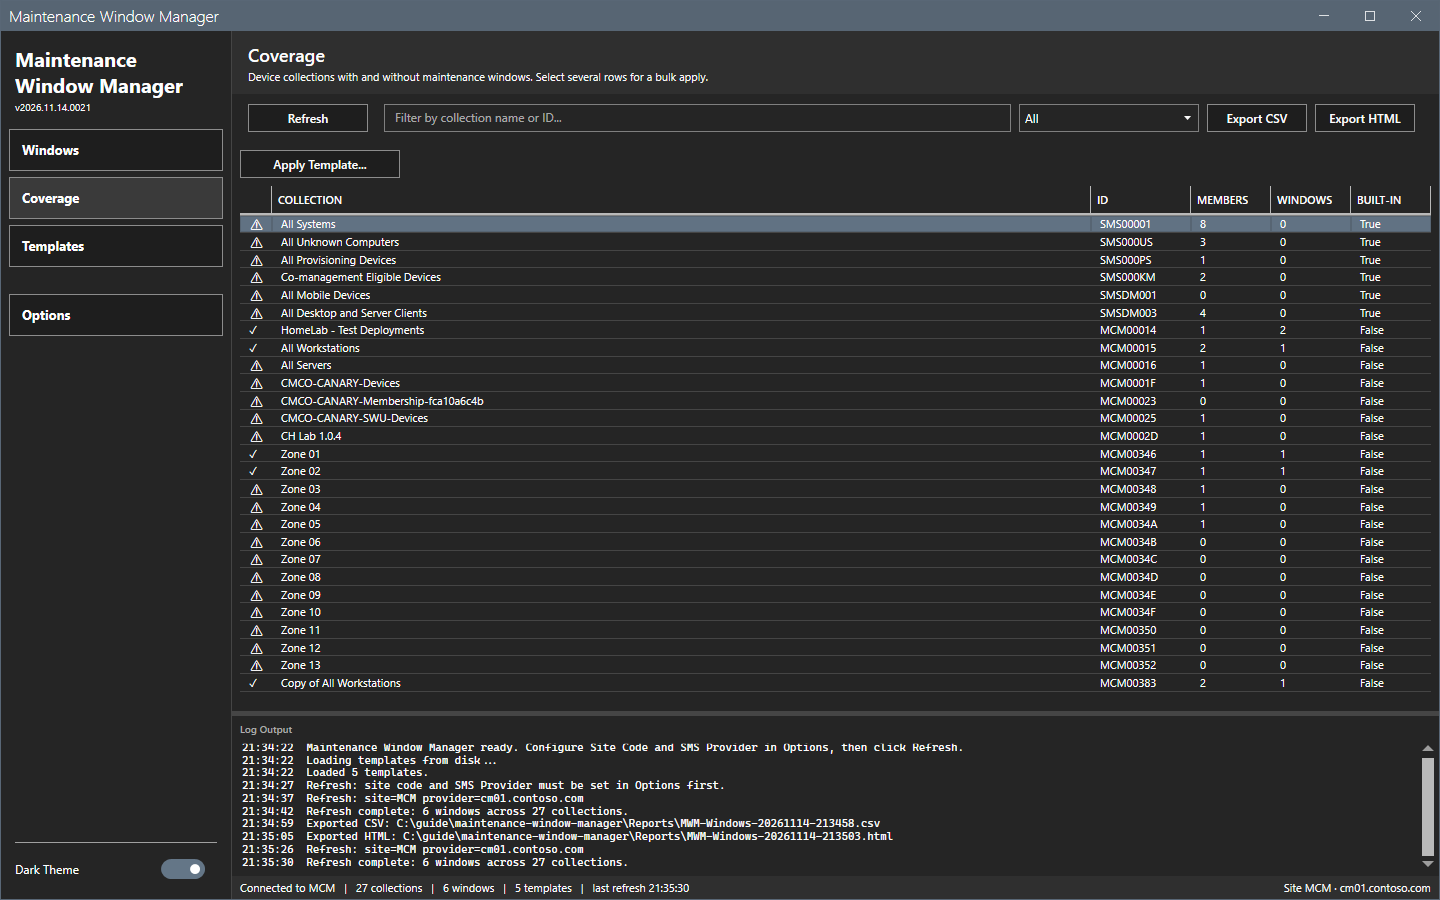 Maintenance Window Manager
Maintenance
Window Manager
v2026.11.14.0021
Windows
Coverage
Templates
Options
Dark Theme
Coverage
Device collections with and without maintenance windows. Select several rows for a bulk apply.
Refresh Filter by collection name or ID... All Export CSV Export HTML
Apply Template...
COLLECTION ID MEMBERS WINDOWS BUILT-IN
All Systems SMS00001 8 0 True
All Unknown Computers SMS000US 3 0 True
All Provisioning Devices SMS000PS 1 0 True
Co-management Eligible Devices SMS000KM 2 0 True
All Mobile Devices SMSDM001 0 0 True
All Desktop and Server Clients SMSDM003 4 0 True
HomeLab - Test Deployments MCM00014 1 2 False
All Workstations MCM00015 2 1 False
All Servers MCM00016 1 0 False
CMCO-CANARY-Devices MCM0001F 1 0 False
CMCO-CANARY-Membership-fca10a6c4b MCM00023 0 0 False
CMCO-CANARY-SWU-Devices MCM00025 1 0 False
CH Lab 1.0.4 MCM0002D 1 0 False
Zone 01 MCM00346 1 1 False
Zone 02 MCM00347 1 1 False
Zone 03 MCM00348 1 0 False
Zone 04 MCM00349 1 0 False
Zone 05 MCM0034A 1 0 False
Zone 06 MCM0034B 0 0 False
Zone 07 MCM0034C 0 0 False
Zone 08 MCM0034D 0 0 False
Zone 09 MCM0034E 0 0 False
Zone 10 MCM0034F 0 0 False
Zone 11 MCM00350 0 0 False
Zone 12 MCM00351 0 0 False
Zone 13 MCM00352 0 0 False
Copy of All Workstations MCM00383 2 1 False
Log Output
21:34:22 Maintenance Window Manager ready. Configure Site Code and SMS Provider in Options, then click Refresh.
21:34:22 Loading templates from disk...
21:34:22 Loaded 5 templates.
21:34:27 Refresh: site code and SMS Provider must be set in Options first.
21:34:37 Refresh: site=MCM provider=cm01.contoso.com
21:34:42 Refresh complete: 6 windows across 27 collections.
21:34:59 Exported CSV: C:\guide\maintenance-window-manager\Reports\MWM-Windows-20261114-213458.csv
21:35:05 Exported HTML: C:\guide\maintenance-window-manager\Reports\MWM-Windows-20261114-213503.html
21:35:26 Refresh: site=MCM provider=cm01.contoso.com
21:35:30 Refresh complete: 6 windows across 27 collections.
Connected to MCM | 27 collections | 6 windows | 5 templates | last refresh 21:35:30 Site MCM · cm01.contoso.com